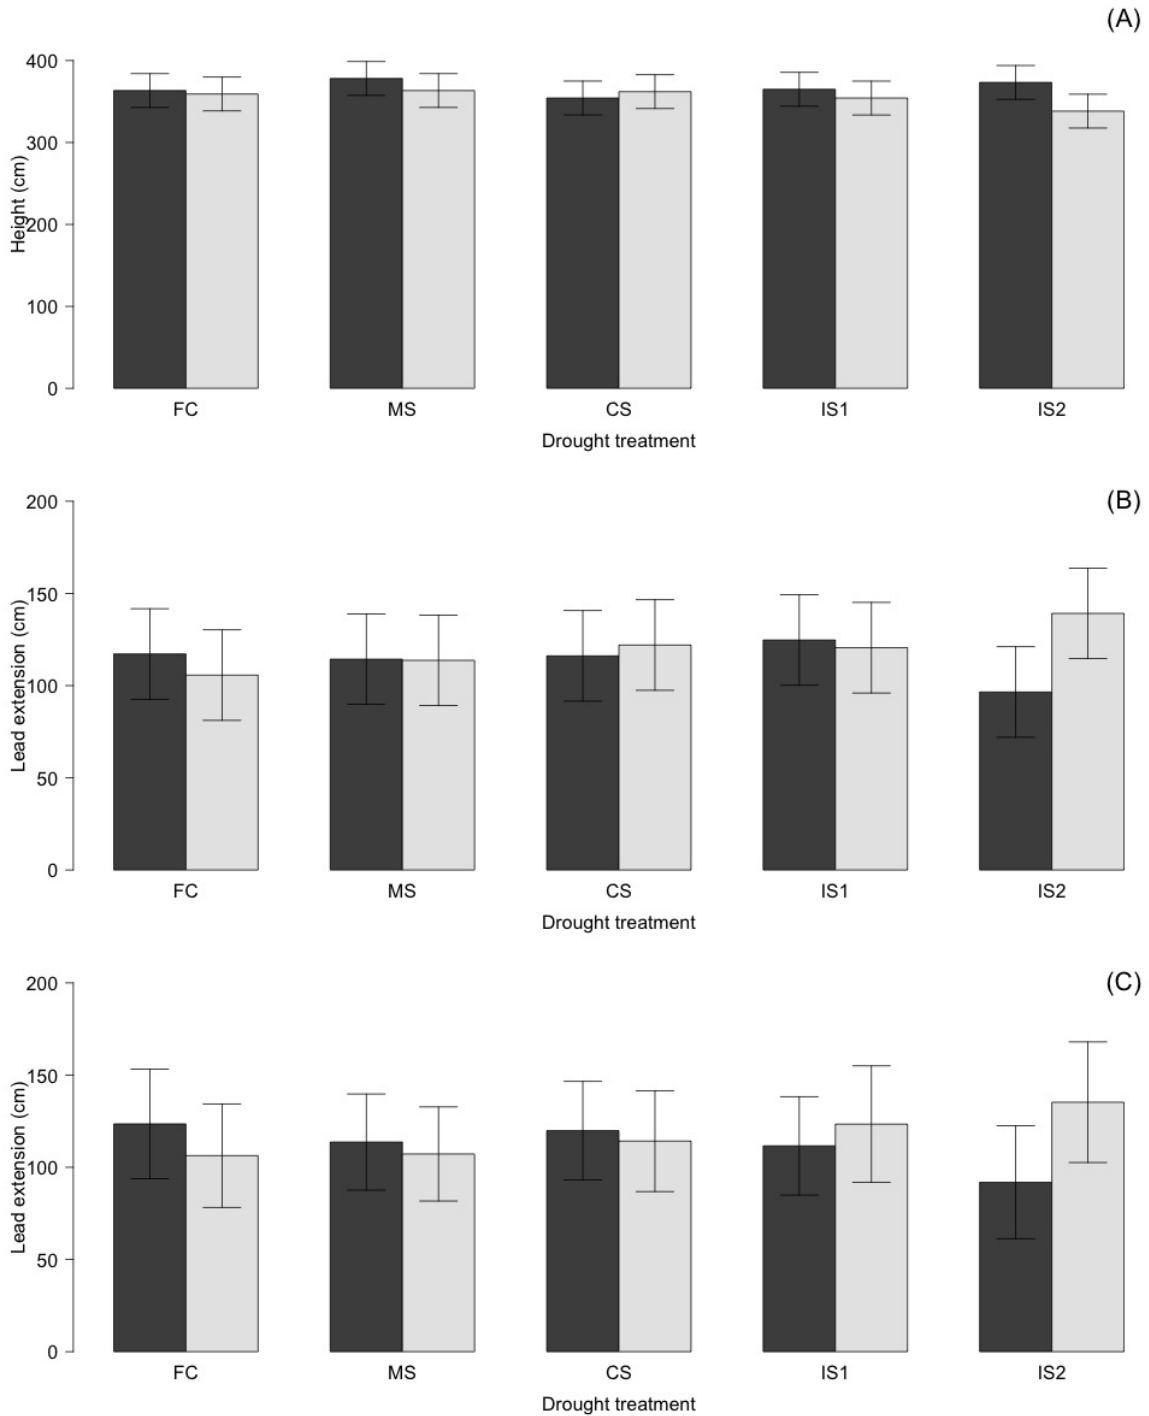 (A)
400
300
200
100
0
Height (cm)
FC MS CS IS1 IS2
Drought treatment
(B)
200
150
100
50
0
Lead extension (cm)
FC MS CS IS1 IS2
Drought treatment
(C)
200
150
100
50
0
Lead extension (cm)
FC MS CS IS1 IS2
Drought treatment